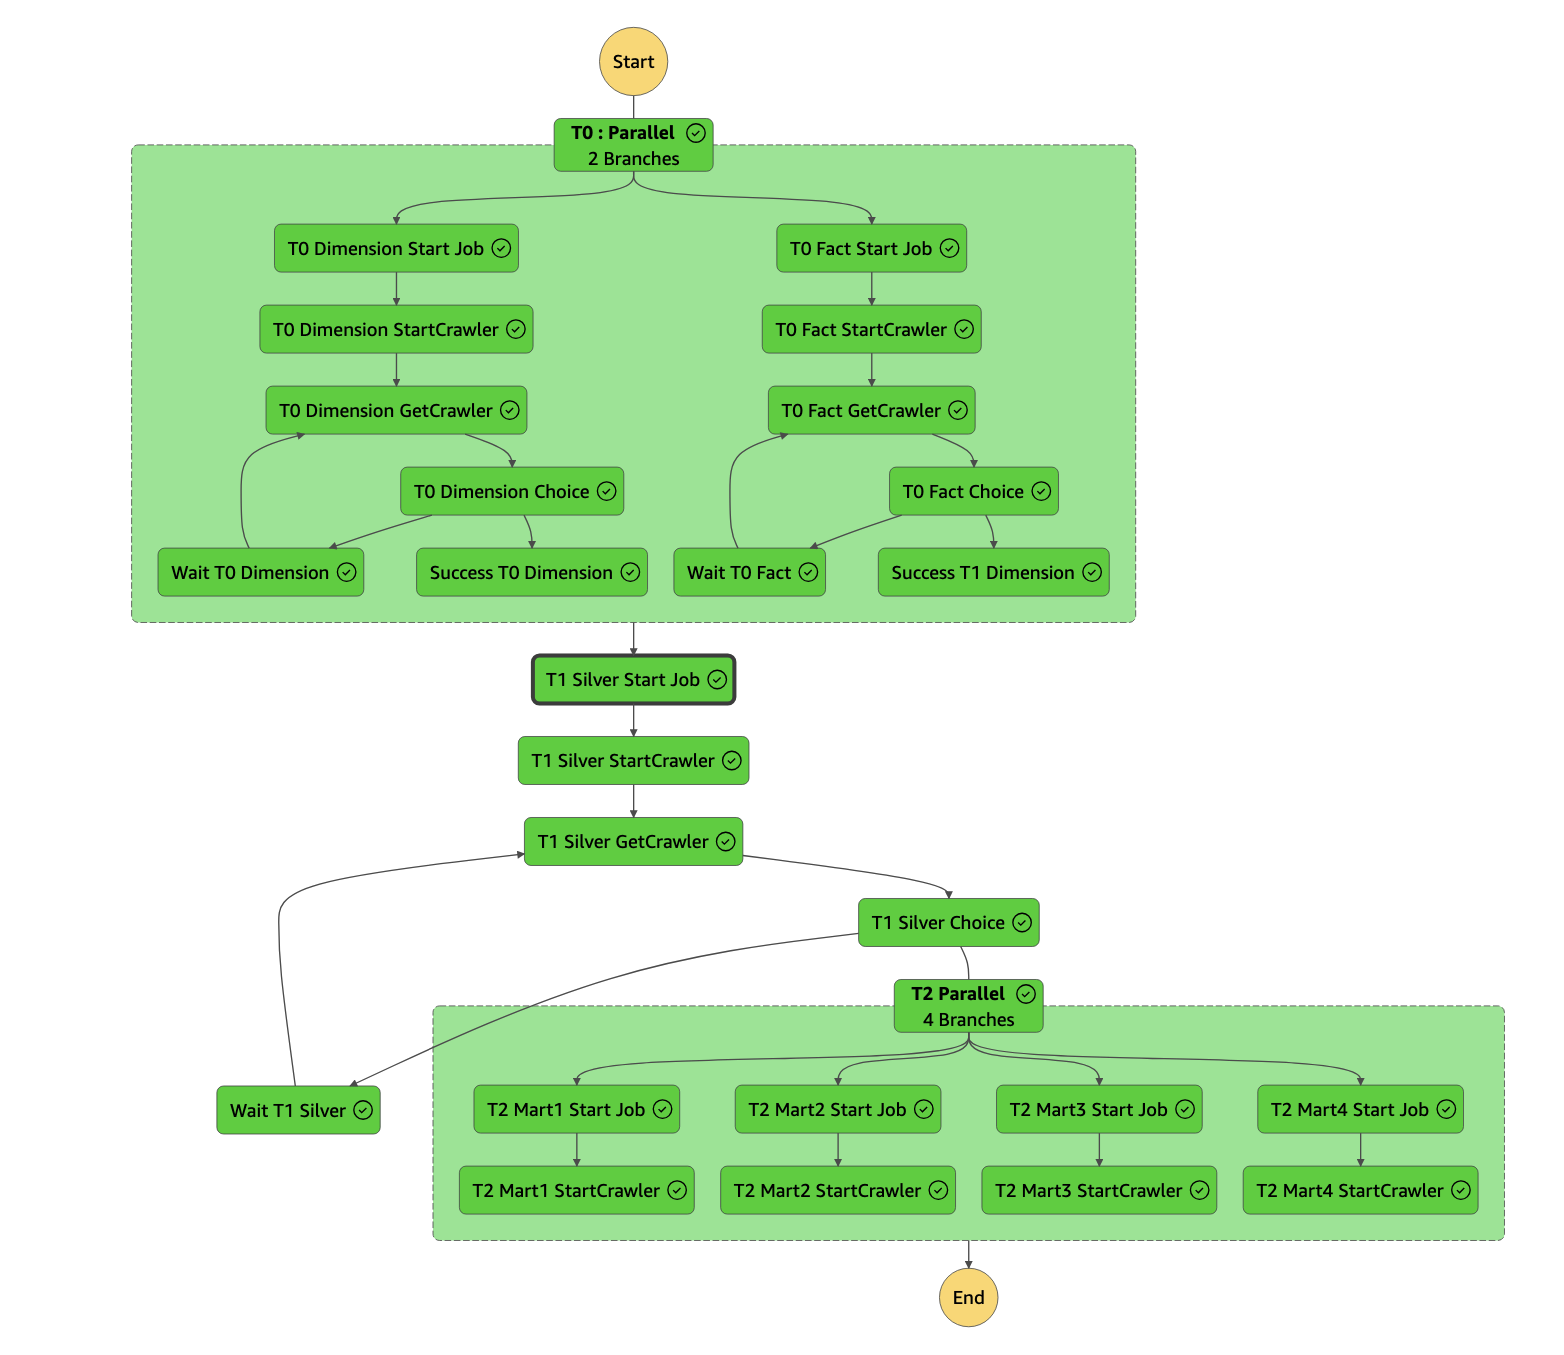 Start
T0 : Parallel
2 Branches
T0 Dimension Start Job
T0 Fact Start Job
T0 Dimension StartCrawler
T0 Fact StartCrawler
T0 Dimension GetCrawler
T0 Fact GetCrawler
T0 Dimension Choice
T0 Fact Choice
Wait T0 Dimension
Success T0 Dimension
Wait T0 Fact
Success T1 Dimension
T1 Silver Start Job
T1 Silver StartCrawler
T1 Silver GetCrawler
T1 Silver Choice
T2 Parallel
4 Branches
Wait T1 Silver
T2 Mart1 Start Job
T2 Mart2 Start Job
T2 Mart3 Start Job
T2 Mart4 Start Job
T2 Mart1 StartCrawler
T2 Mart2 StartCrawler
T2 Mart3 StartCrawler
T2 Mart4 StartCrawler
End